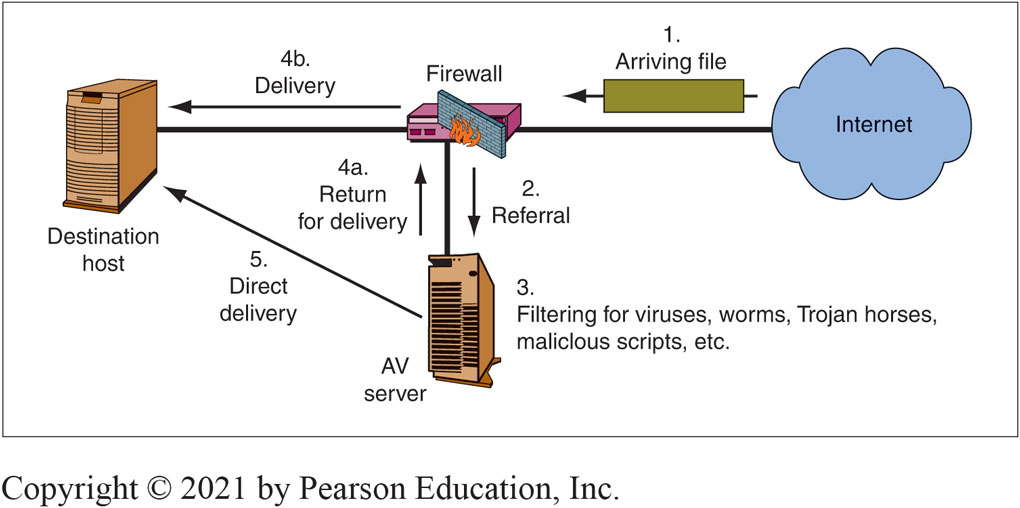 1.
Arriving file
Internet
Firewall
4b.
Delivery
2.
Referral
4a.
Return
for delivery
Destination
host
5.
Direct
delivery
3.
Filtering for viruses, worms, Trojan horses,
maliclous scripts, etc.
AV
server
Copyright © 2021 by Pearson Education, Inc.